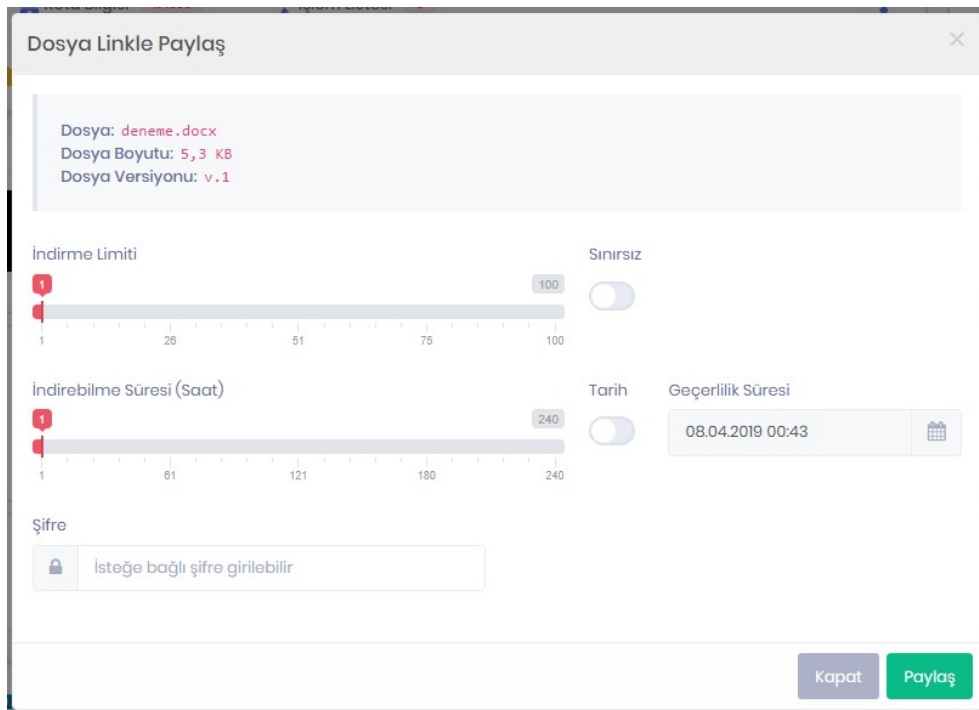 Dosya Linkle Paylaş
Dosya: deneme.docx
Dosya Boyutu: 5,3 KB
Dosya Versiyonu: v.1
İndirme Limiti Sınırsız
1 100
1 26 51 75 100
İndirebilme Süresi (Saat) Tarih Geçerlilik Süresi
1 240 08.04.2019 00:43
1 61 121 180 240
Şifre
İsteğe bağlı şifre girilebilir
Kapat Paylaş